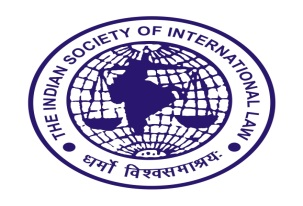 THE INDIAN SOCIETY OF INTERNATIONAL LAW
धर्मो विश्वसमाश्रयः